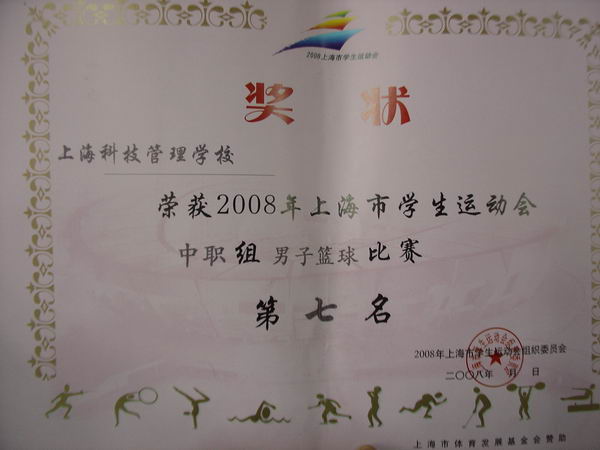 2008上海市学生运动会
奖状
上海科技管理学校
荣获2008年上海市学生运动会
中职组 男子篮球 比赛
第七名
2008年上海市学生运动会组织委员会
二〇〇八年 月 日
上海市体育发展基金会赞助